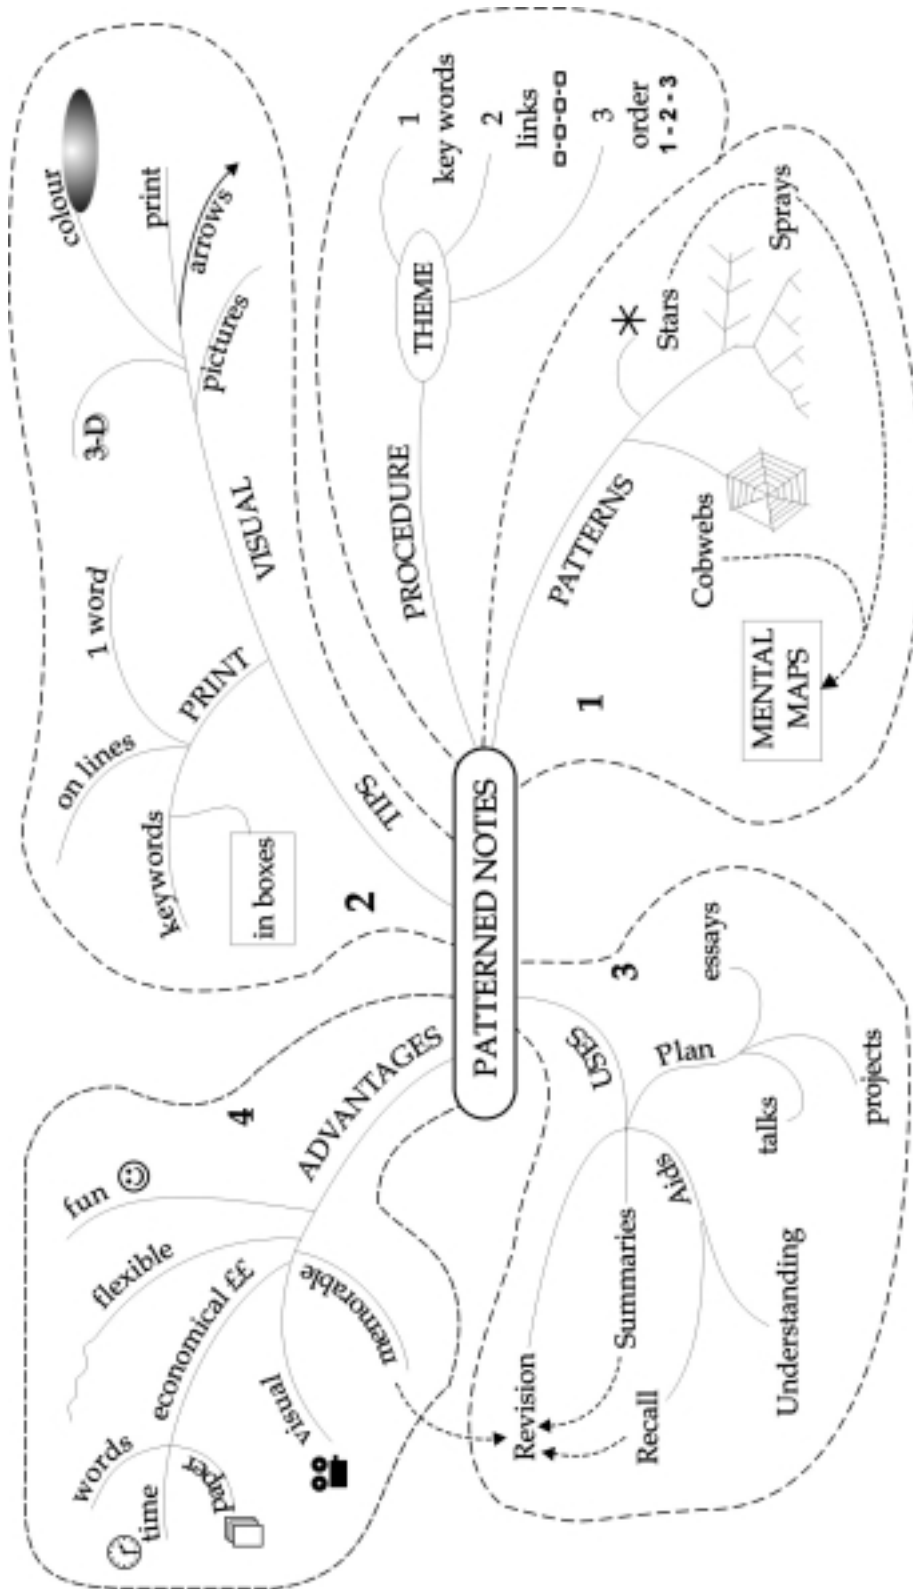 PATTERNED NOTES
1
PATTERNS
Stars
Sprays
Cobwebs
MENTAL
MAPS
PROCEDURE
THEME
1
key words
2
links
3
order
1 - 2 - 3
2
TIPS
VISUAL
colour
print
arrows
pictures
3-D
PRINT
1 word
on lines
keywords
in boxes
3
USES
Plan
essays
projects
talks
Aids
Understanding
Recall
Summaries
Revision
4
ADVANTAGES
fun
flexible
economical ££
words
time
paper
visual
memorable